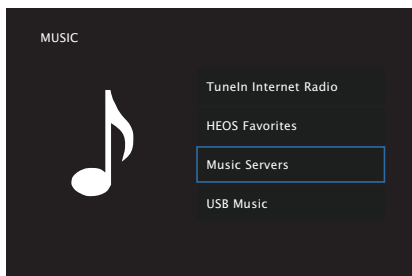 MUSIC
TuneIn Internet Radio
HEOS Favorites
Music Servers
USB Music